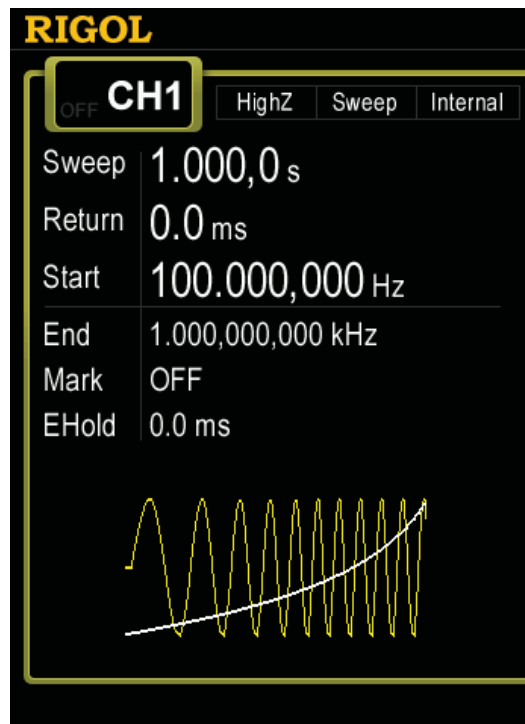 RIGOL
OFF CH1 HighZ Sweep Internal
Sweep 1.000,0 s
Return 0.0 ms
Start 100.000,000 Hz
End 1.000,000,000 kHz
Mark OFF
EHold 0.0 ms